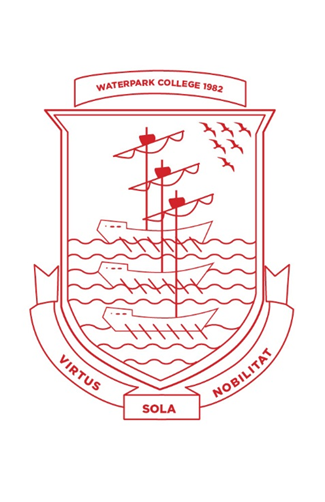 WATERPARK COLLEGE 1982
VIRTUS
SOLA
NOBILITAT